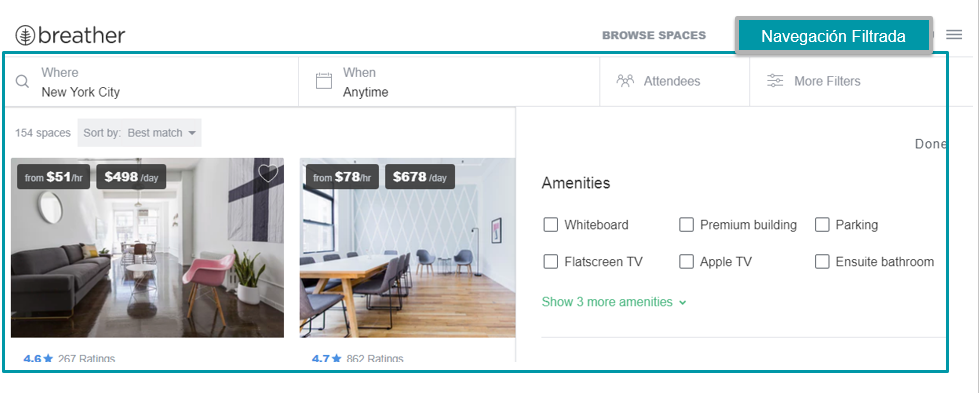 breather
BROWSE SPACES
Navegación Filtrada
Where
New York City
When
Anytime
Attendees
More Filters
154 spaces
Sort by: Best match
Done
from $51/hr
$498 /day
from $78/hr
$678 /day
Amenities
Whiteboard
Premium building
Parking
Flatscreen TV
Apple TV
Ensuite bathroom
Show 3 more amenities
4.6★ 267 Ratings
4.7★ 862 Ratings